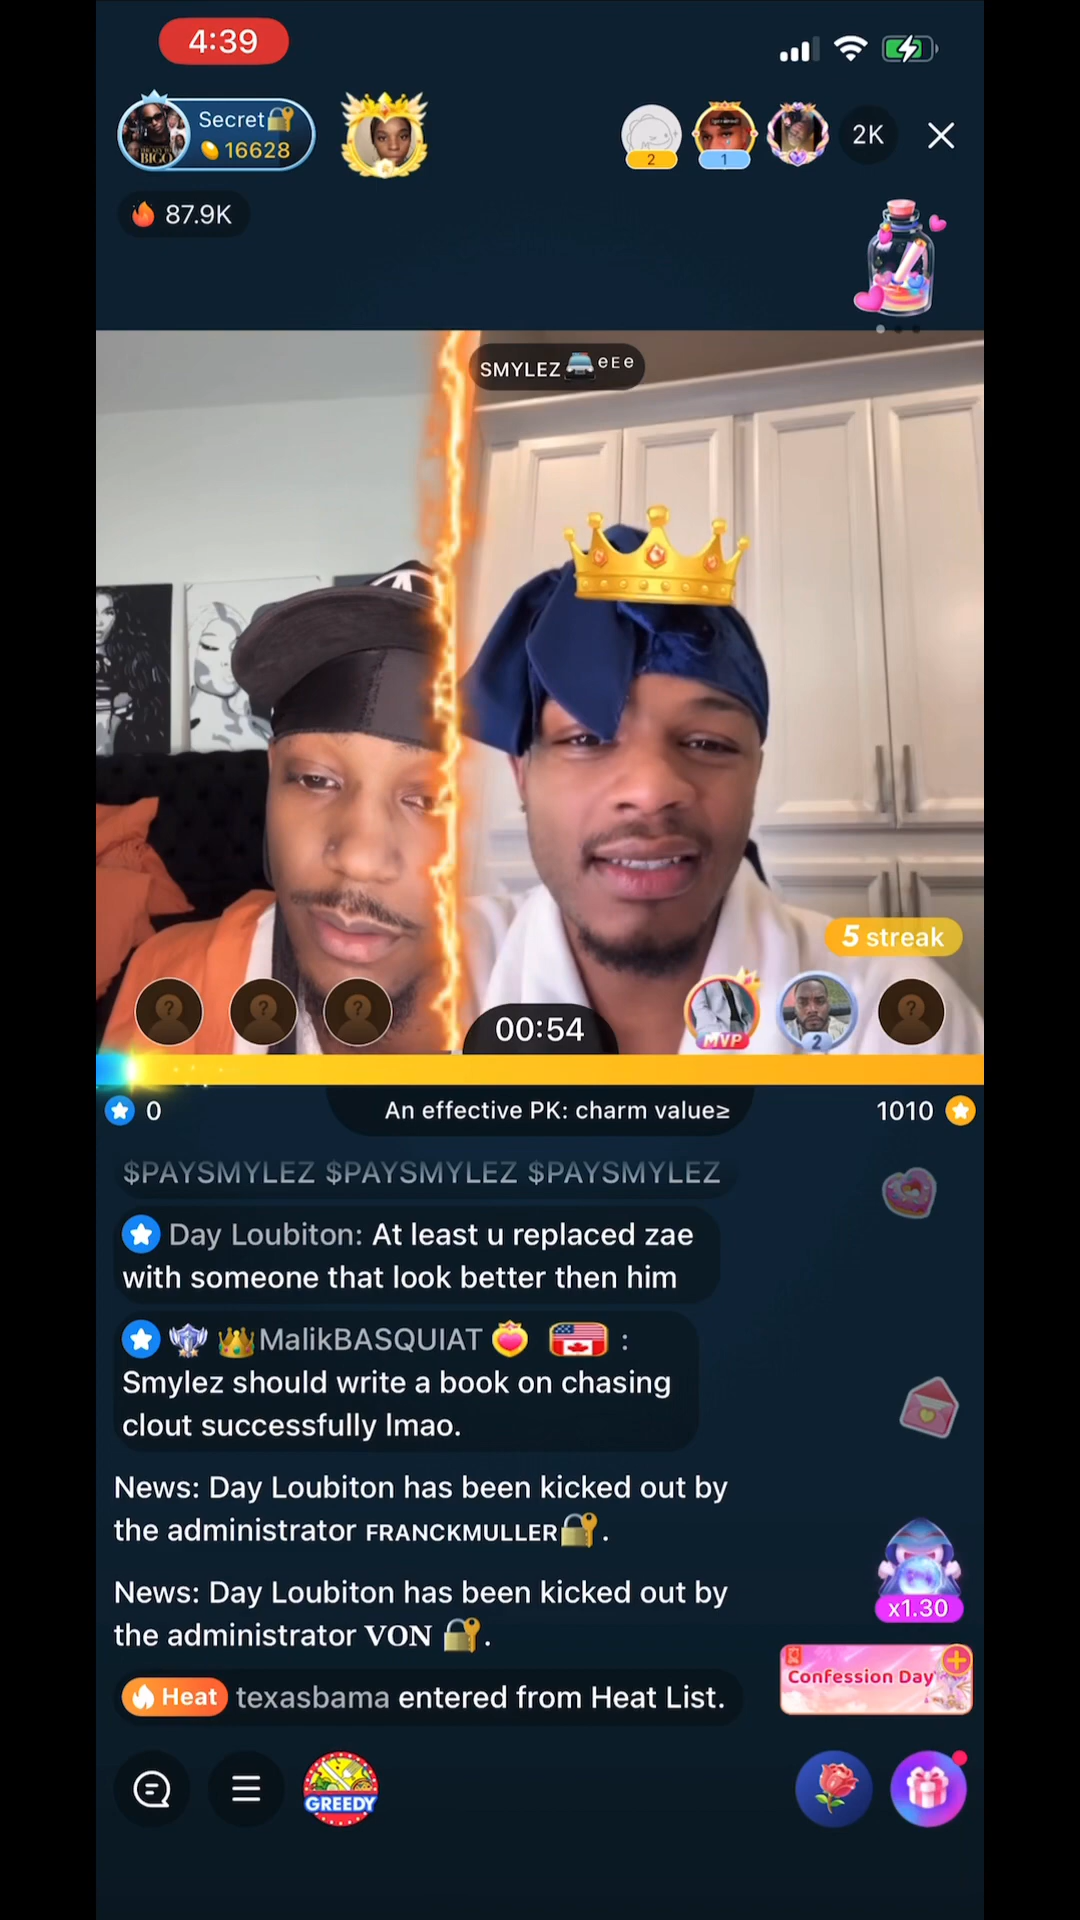 4:39
Secret
16628
BIGO
2
1
2K
87.9K
SMYLEZ ᵉᴱᵉ
5 streak
MVP
2
00:54
0
An effective PK: charm value≥
1010
$PAYSMYLEZ $PAYSMYLEZ $PAYSMYLEZ
Day Loubiton: At least u replaced zae
with someone that look better then him
MalikBASQUIAT :
Smylez should write a book on chasing
clout successfully lmao.
News: Day Loubiton has been kicked out by
the administrator ꜰʀᴀɴᴄᴋᴍᴜʟʟᴇʀ.
News: Day Loubiton has been kicked out by
the administrator VON .
x1.30
Confession Day
Heat texasbama entered from Heat List.
GREEDY